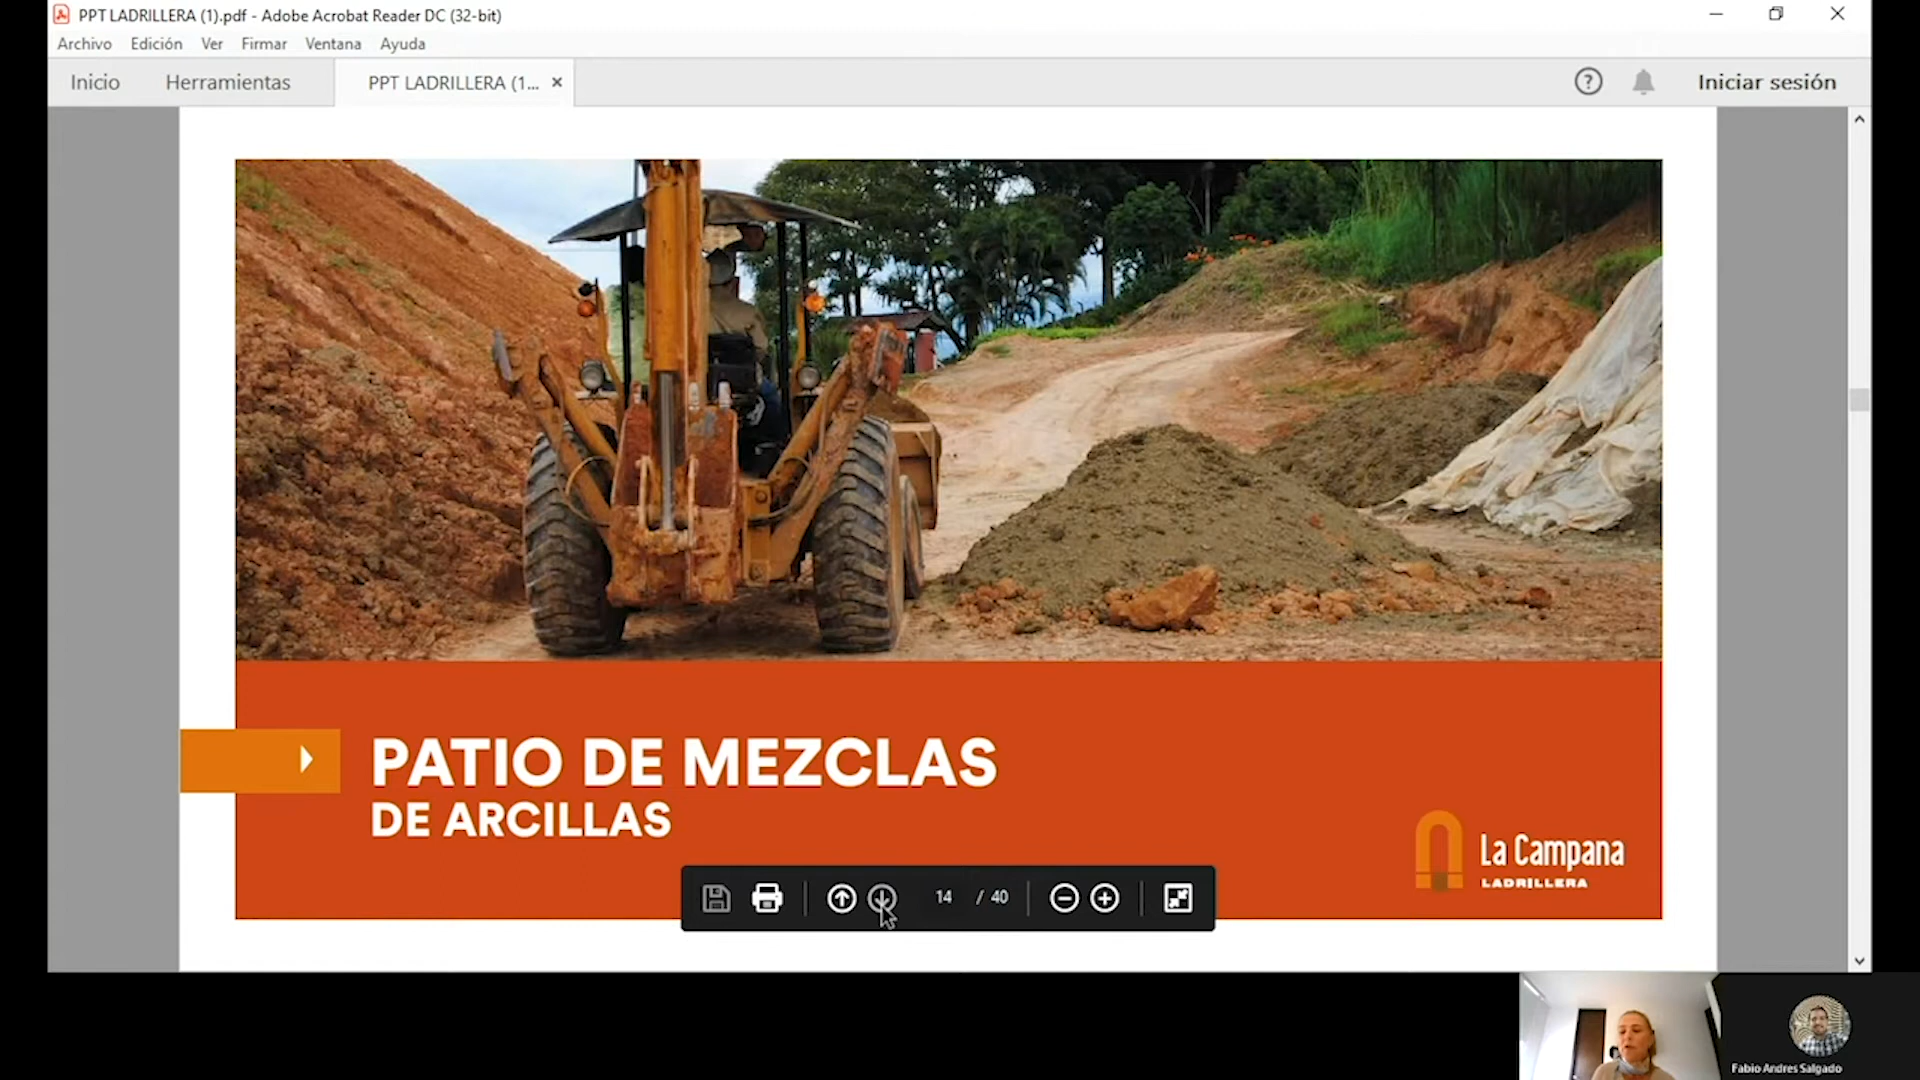 PPT LADRILLERA (1).pdf - Adobe Acrobat Reader DC (32-bit)
Archivo Edición Ver Firmar Ventana Ayuda
Inicio Herramientas PPT LADRILLERA (1... Iniciar sesión
PATIO DE MEZCLAS
DE ARCILLAS
La Campana
LADRILLERA
14 / 40
Fabio Andres Salgado